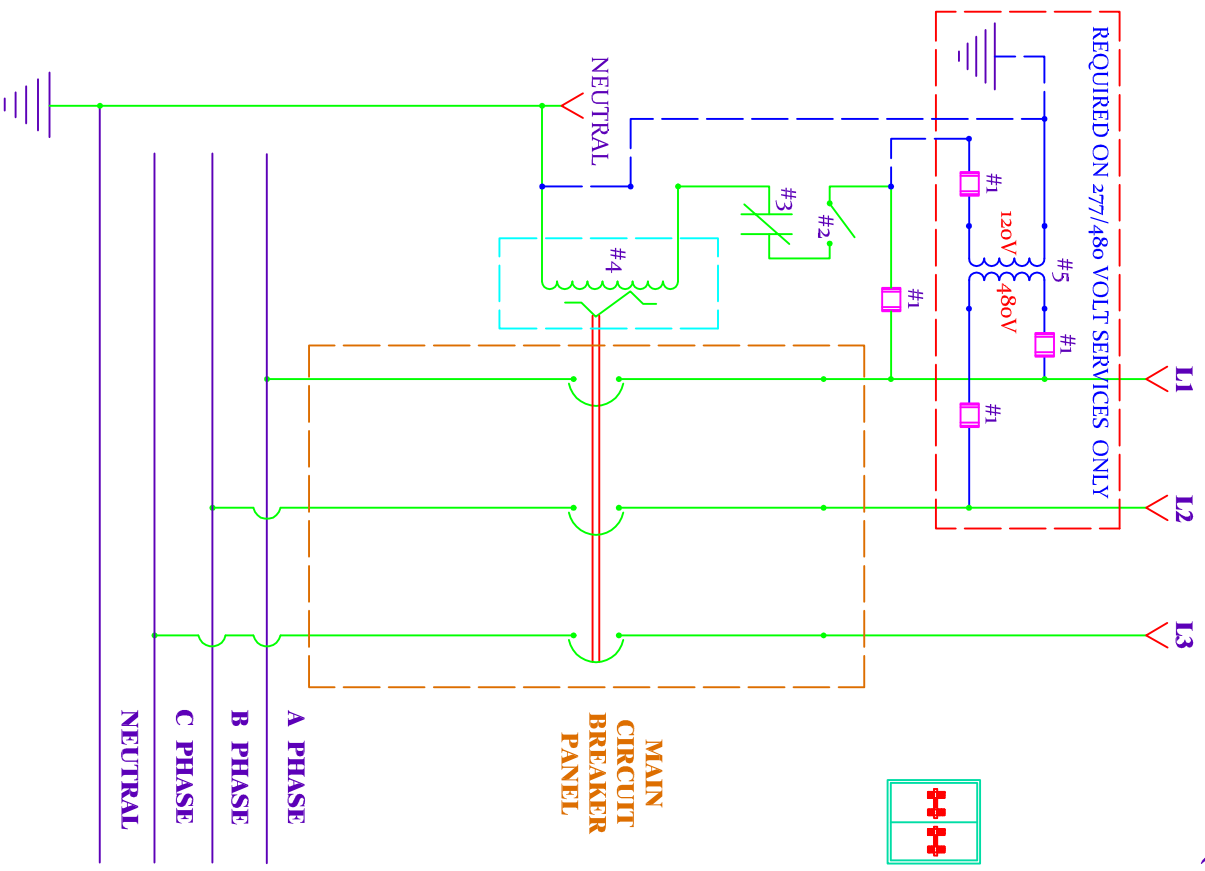 REQUIRED ON 277/480 VOLT SERVICES ONLY
L1
L2
L3
#1
120V
#5
480V
#1
#1
#1
#2
#3
#4
NEUTRAL
MAIN
CIRCUIT
BREAKER
PANEL
A PHASE
B PHASE
C PHASE
NEUTRAL